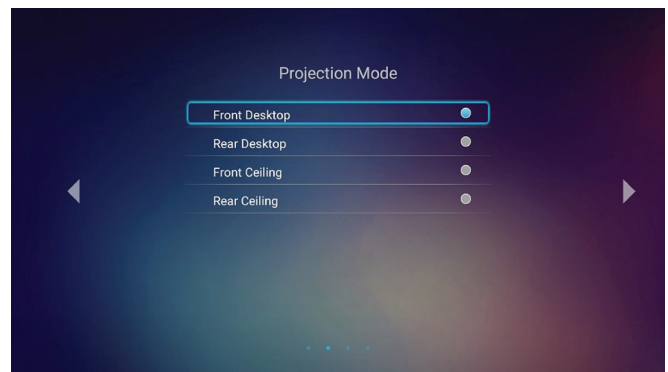 Projection Mode
Front Desktop
Rear Desktop
Front Ceiling
Rear Ceiling